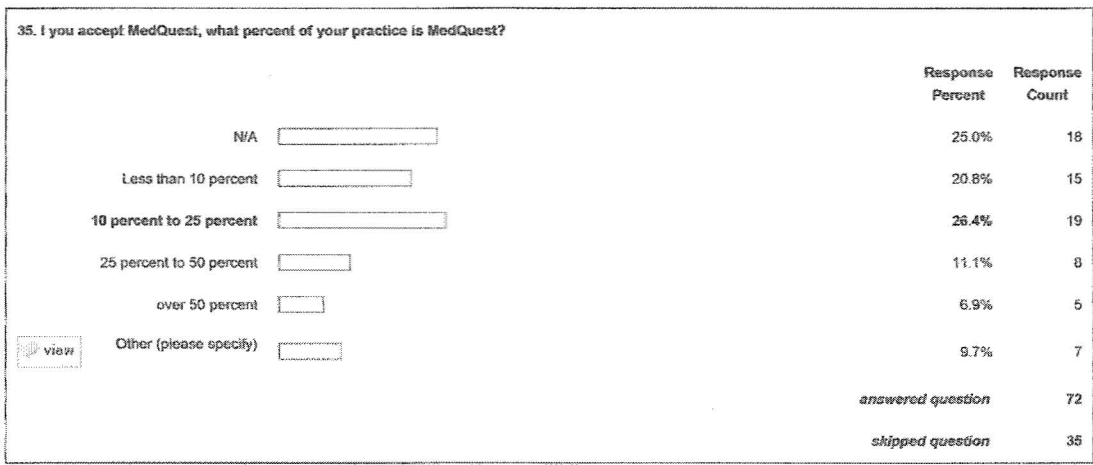 35. I you accept MedQuest, what percent of your practice is MedQuest?
Response Percent Response Count
N/A 25.0% 18
Less than 10 percent 20.8% 15
10 percent to 25 percent 26.4% 19
25 percent to 50 percent 11.1% 8
over 50 percent 6.9% 5
view Other (please specify) 9.7% 7
answered question 72
skipped question 35